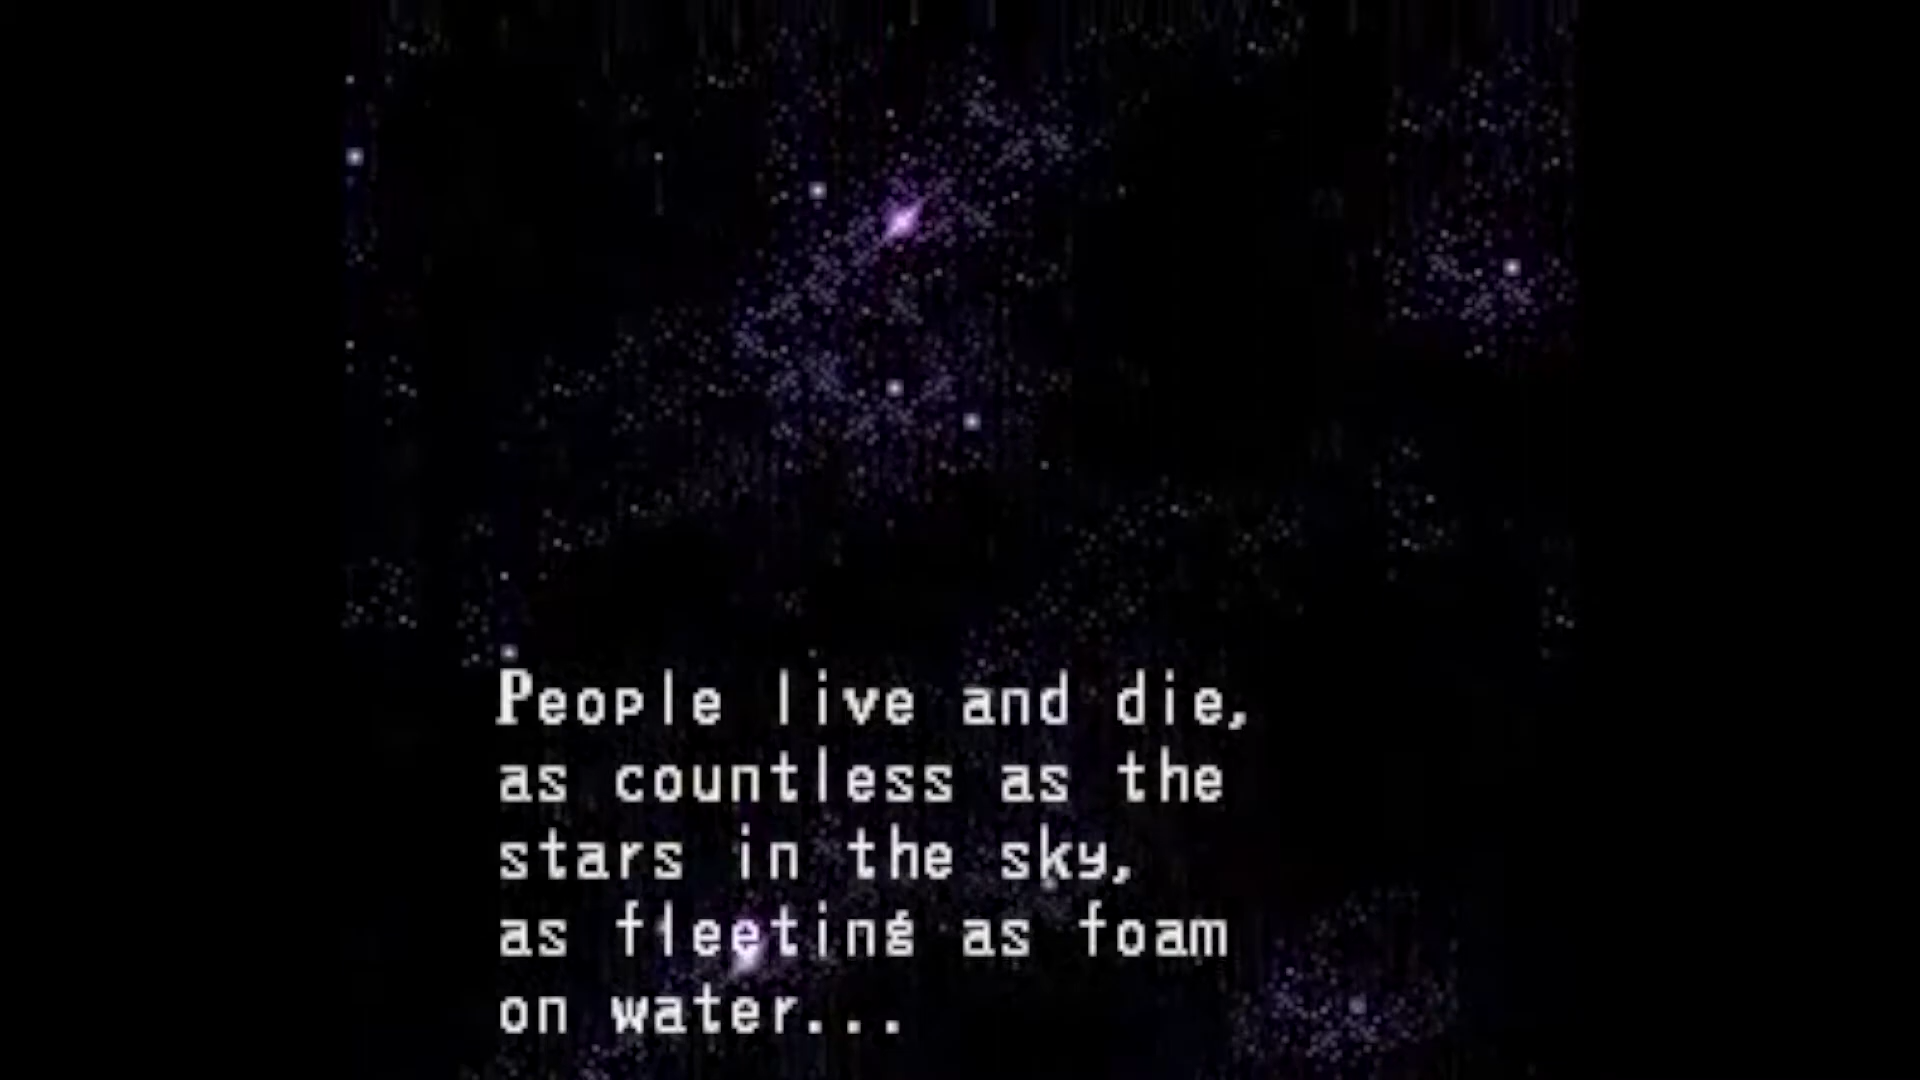 People live and die,
as countless as the
stars in the sky,
as fleeting as foam
on water...